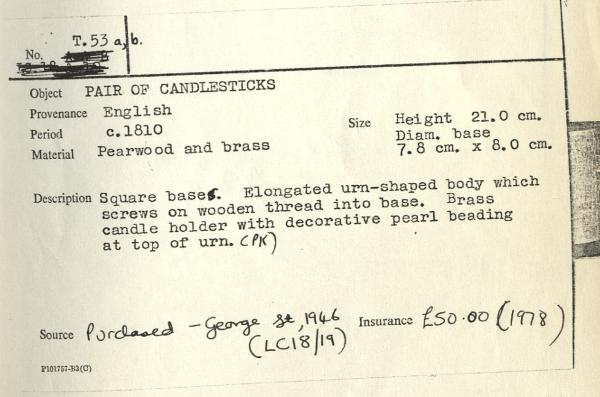 T.53 a,b.
No.
Object PAIR OF CANDLESTICKS
Provenance English
Period c.1810
Material Pearwood and brass
Size Height 21.0 cm.
Diam. base
7.8 cm. x 8.0 cm.
Description Square bases. Elongated urn-shaped body which
screws on wooden thread into base. Brass
candle holder with decorative pearl beading
at top of urn. (PK)
Source Purchased - George St, 1946
(LC18/19)
Insurance £50.00 (1978)
P101757-B3(C)